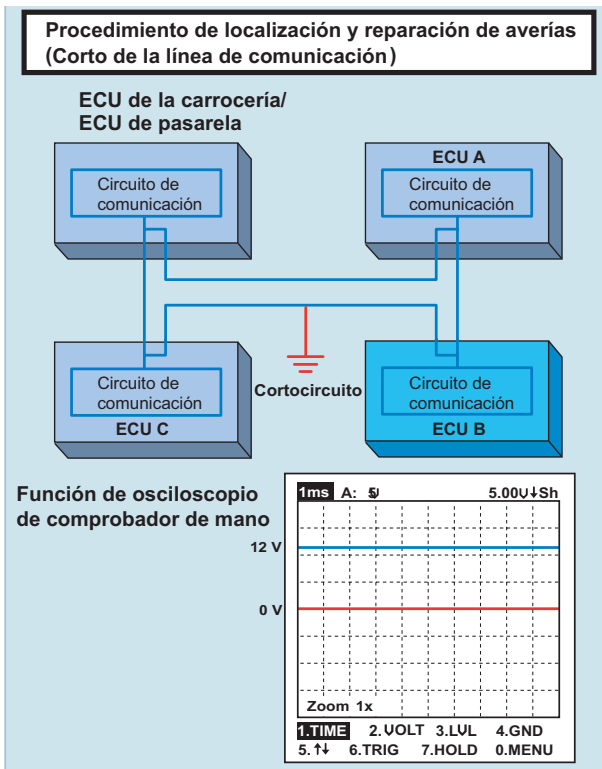 Procedimiento de localización y reparación de averías
(Corto de la línea de comunicación)
ECU de la carrocería/
ECU de pasarela
Circuito de
comunicación
ECU A
Circuito de
comunicación
Circuito de
comunicación
ECU C
Cortocircuito
Circuito de
comunicación
ECU B
Función de osciloscopio
de comprobador de mano
1ms A: 5V 5.00V↓Sh
12 V
0 V
Zoom 1x
1.TIME 2.VOLT 3.LVL 4.GND
5.↑↓ 6.TRIG 7.HOLD 0.MENU